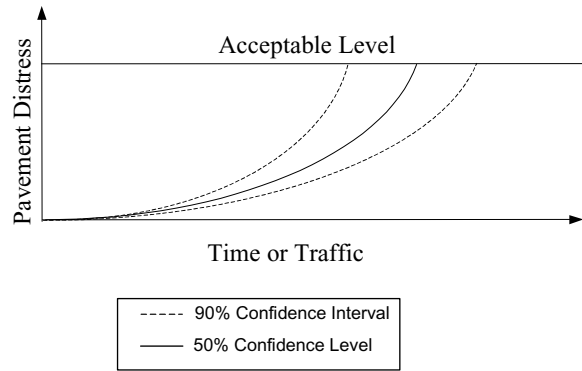 Acceptable Level
Pavement Distress
Time or Traffic
90% Confidence Interval
50% Confidence Level